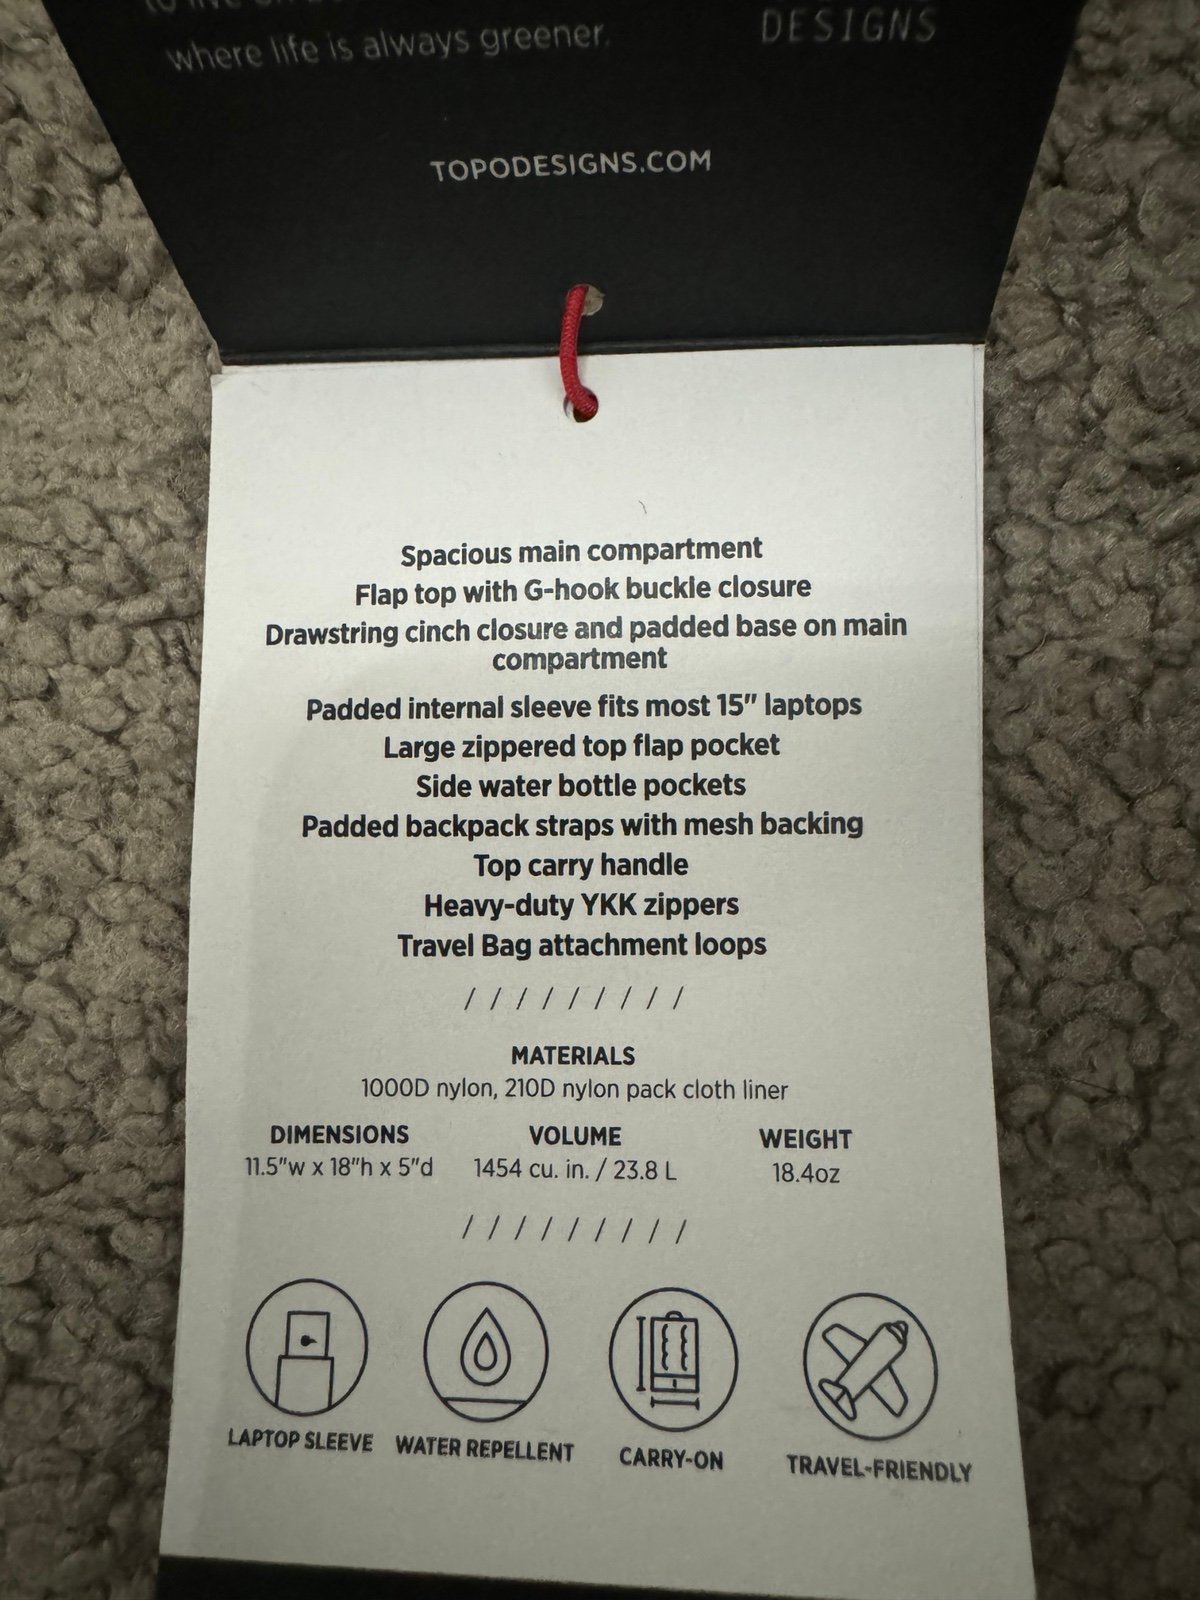 where life is always greener.
DESIGNS
TOPODESIGNS.COM
Spacious main compartment
Flap top with G-hook buckle closure
Drawstring cinch closure and padded base on main
compartment
Padded internal sleeve fits most 15" laptops
Large zippered top flap pocket
Side water bottle pockets
Padded backpack straps with mesh backing
Top carry handle
Heavy-duty YKK zippers
Travel Bag attachment loops
/ / / / / / / / /
MATERIALS
1000D nylon, 210D nylon pack cloth liner
DIMENSIONS VOLUME WEIGHT
11.5"w x 18"h x 5"d 1454 cu. in. / 23.8 L 18.4oz
/ / / / / / / / /
LAPTOP SLEEVE WATER REPELLENT CARRY-ON TRAVEL-FRIENDLY